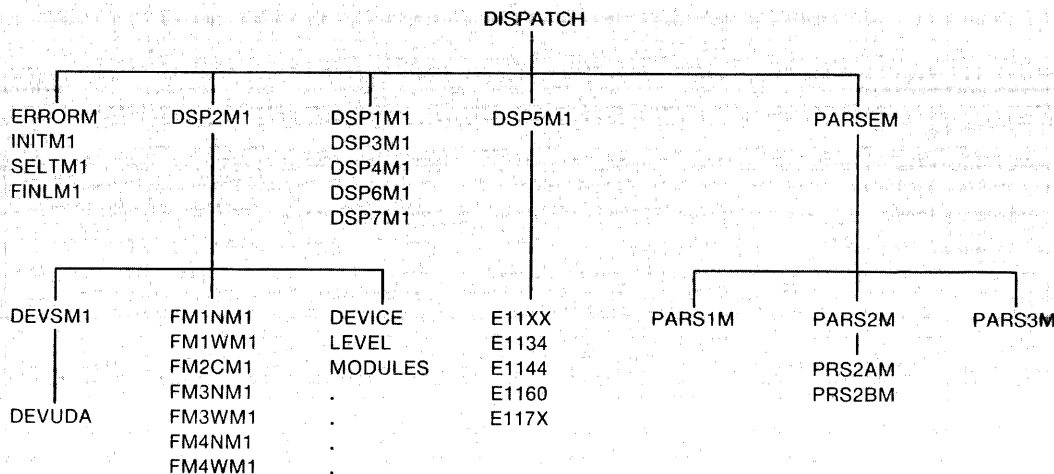 DISPATCH
ERRORM DSP2M1 DSP1M1 DSP5M1 PARSEM
INITM1 DSP3M1
SELTM1 DSP4M1
FINLM1 DSP6M1
DSP7M1
DEVSM1 FM1NM1 DEVICE E11XX PARS1M PARS2M PARS3M
FM1WM1 LEVEL E1134
FM2CM1 MODULES E1144 PRS2AM
FM3NM1 . E1160 PRS2BM
DEVUDA FM3WM1 . E117X
FM4NM1 .
FM4WM1 .